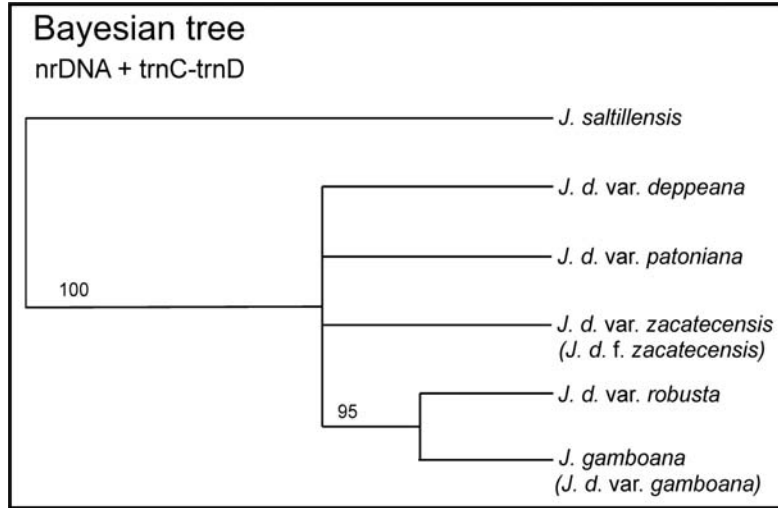 Bayesian tree
nrDNA + trnC-trnD
J. saltillensis
J. d. var. deppeana
J. d. var. patoniana
100
J. d. var. zacatecensis
(J. d. f. zacatecensis)
J. d. var. robusta
95
J. gamboana
(J. d. var. gamboana)